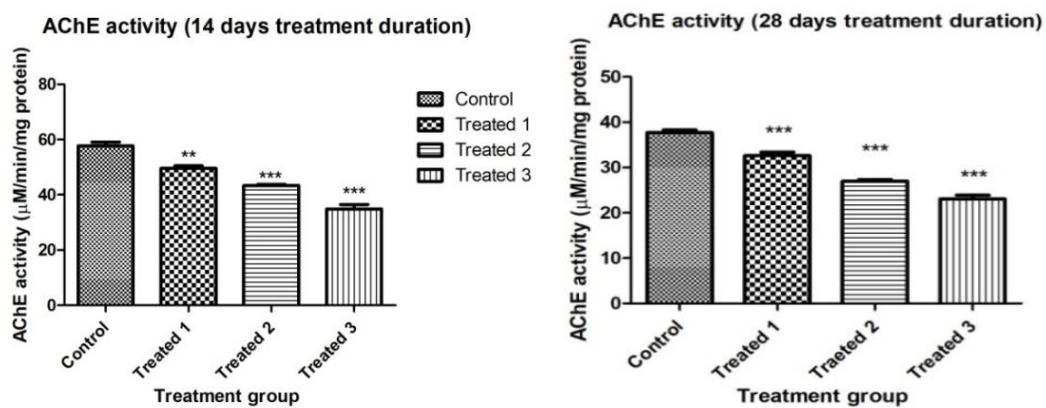 AChE activity (14 days treatment duration)
AChE activity (μM/min/mg protein)
80
60
40
20
0
**
***
***
Control
Treated 1
Treated 2
Treated 3
Treatment group
Control
Treated 1
Treated 2
Treated 3
AChE activity (28 days treatment duration)
AChE activity (μM/min/mg protein)
50
40
30
20
10
0
***
***
***
Control
Treated 1
Traeted 2
Treated 3
Treatment group